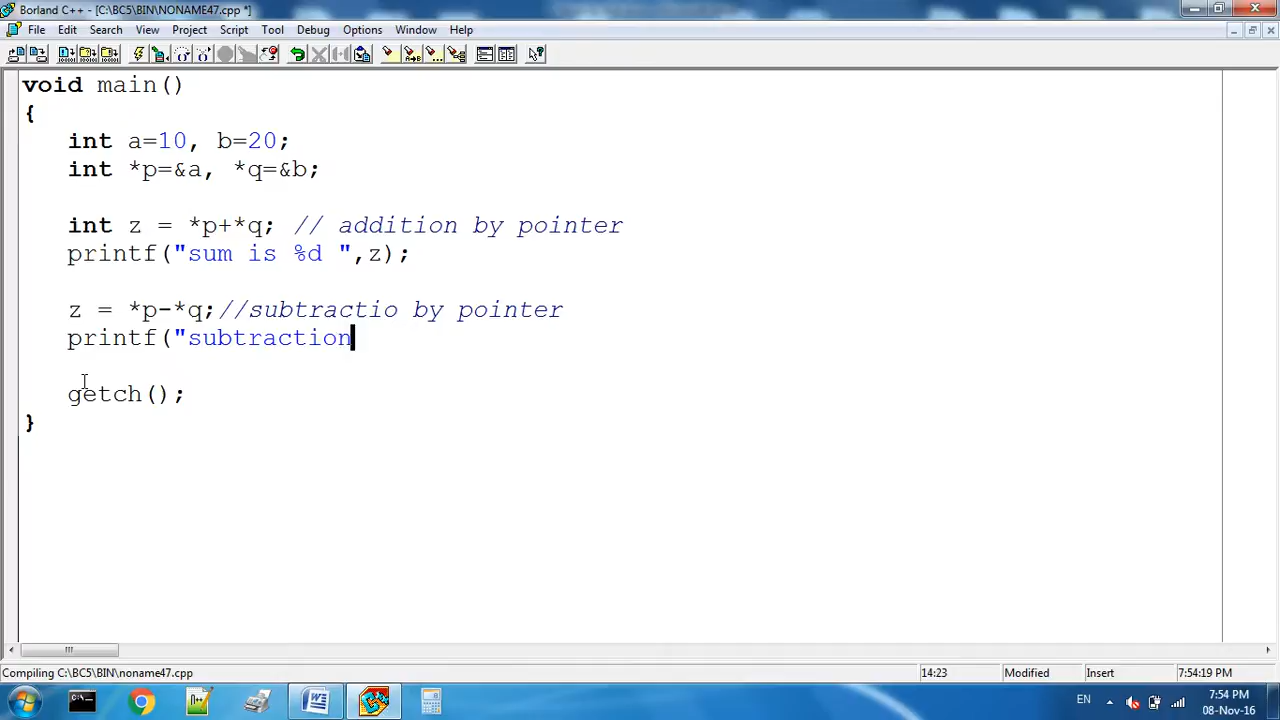 Borland C++ - [C:\BC5\BIN\NONAME47.cpp *]
File Edit Search View Project Script Tool Debug Options Window Help
void main()
{
int a=10, b=20;
int *p=&a, *q=&b;
int z = *p+*q; // addition by pointer
printf("sum is %d ",z);
z = *p-*q;//subtractio by pointer
printf("subtraction
getch();
}
Compiling C:\BC5\BIN\noname47.cpp 14:23 Modified Insert 7:54:19 PM
EN 7:54 PM
08-Nov-16